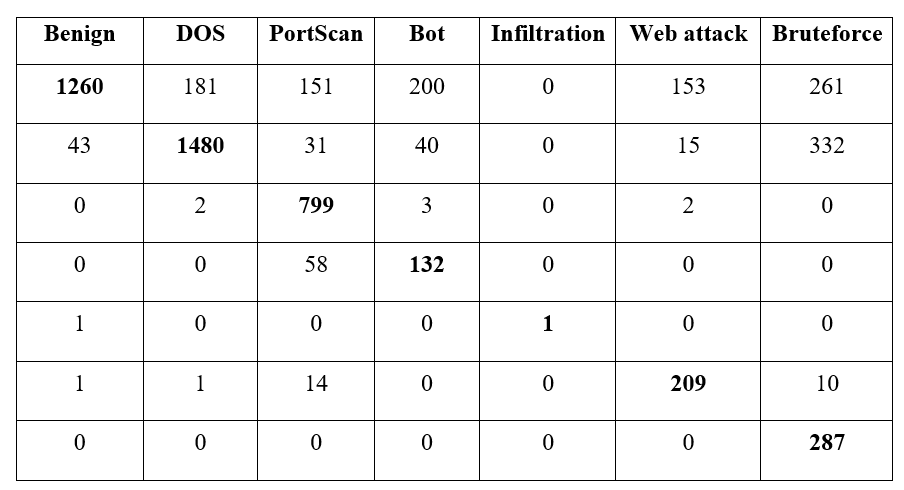 Benign DOS PortScan Bot Infiltration Web attack Bruteforce
1260 181 151 200 0 153 261
43 1480 31 40 0 15 332
0 2 799 3 0 2 0
0 0 58 132 0 0 0
1 0 0 0 1 0 0
1 1 14 0 0 209 10
0 0 0 0 0 0 287